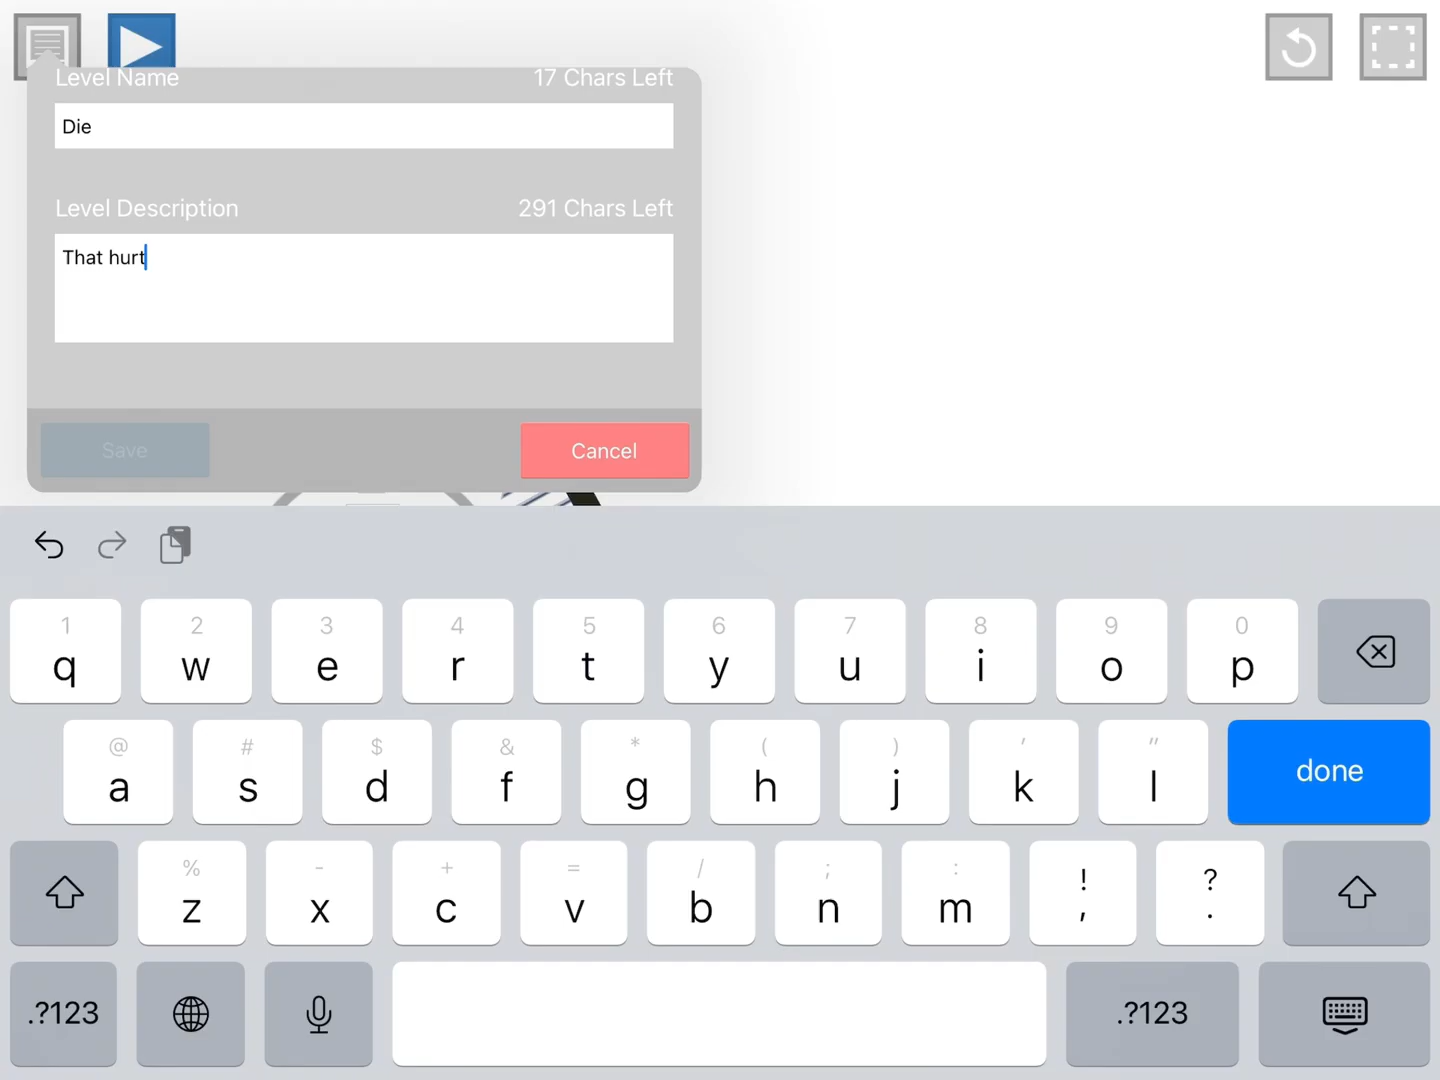 Level Name 17 Chars Left
Die
Level Description 291 Chars Left
That hurt
Save Cancel
1 2 3 4 5 6 7 8 9 0
q w e r t y u i o p
@ # $ & * ( ) ' "
a s d f g h j k l done
% - + = / ; : ! ?
z x c v b n m , .
.?123 .?123